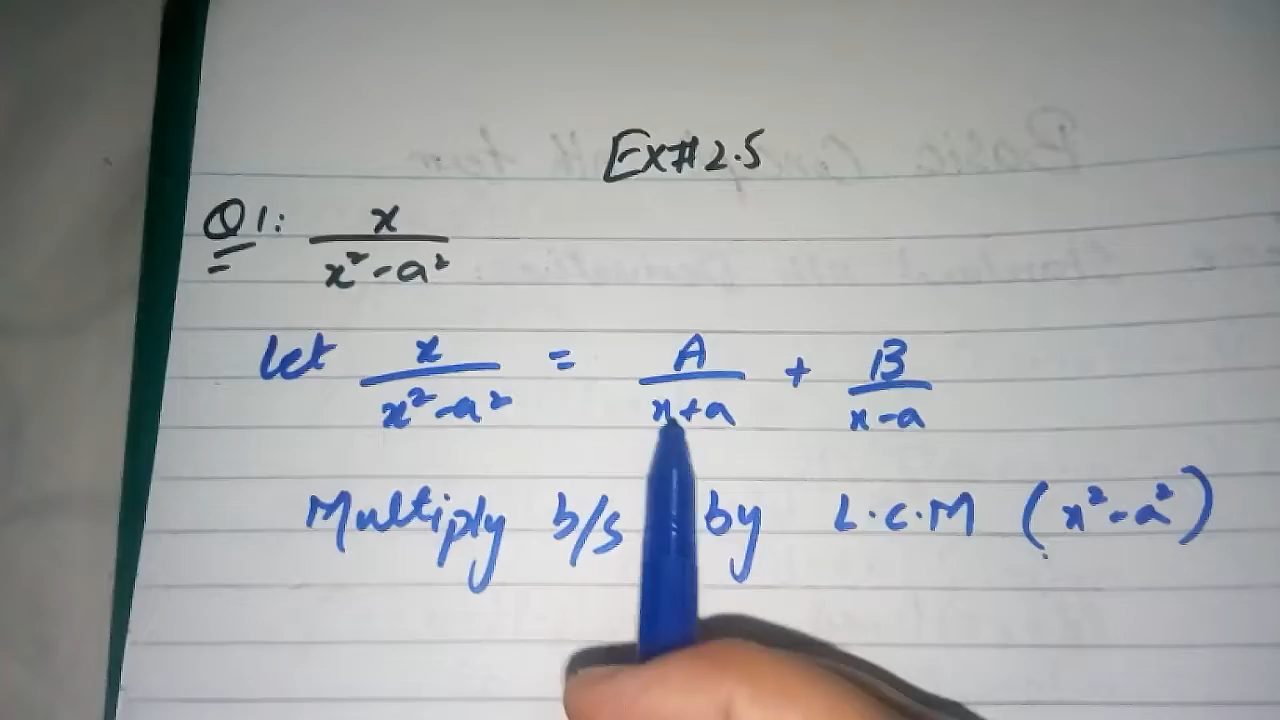 Ex#2.5
Q1: x / x²-a²
Let x / x²-a² = A / x+a + B / x-a
Multiply b/s by L.C.M (x²-a²)